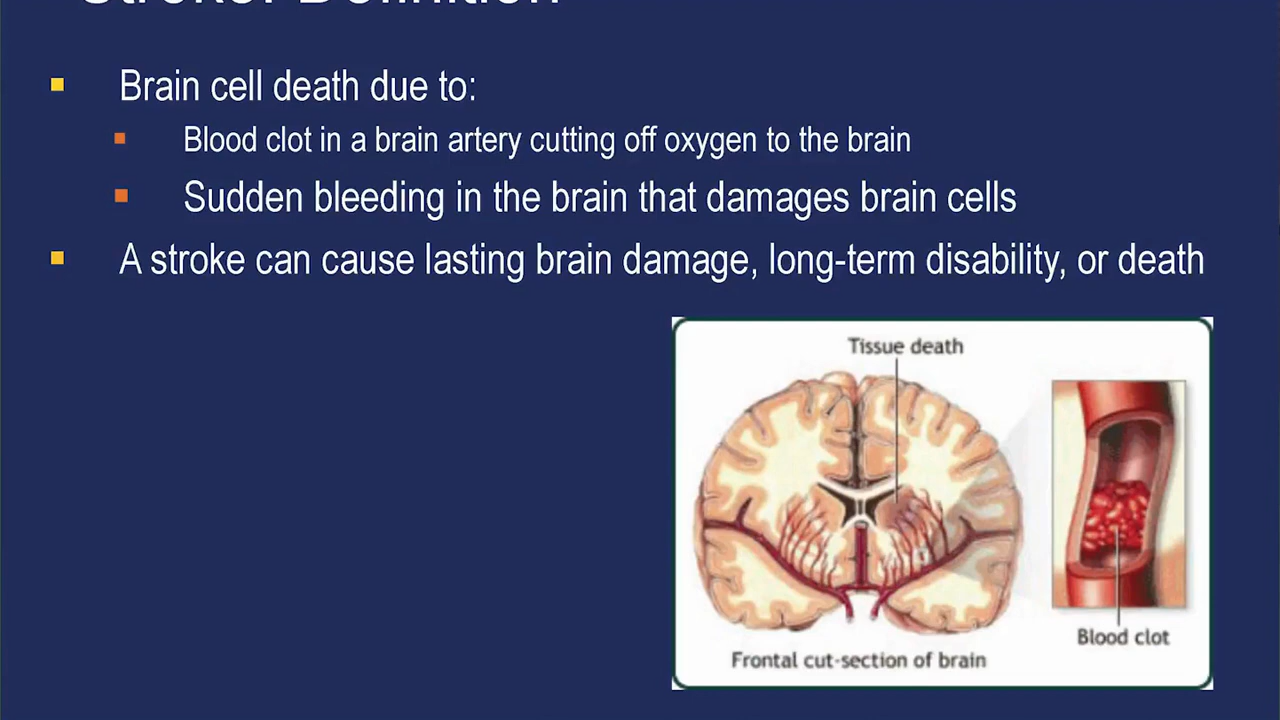 Stroke: Definition
Brain cell death due to:
Blood clot in a brain artery cutting off oxygen to the brain
Sudden bleeding in the brain that damages brain cells
A stroke can cause lasting brain damage, long-term disability, or death
Tissue death
Blood clot
Frontal cut-section of brain